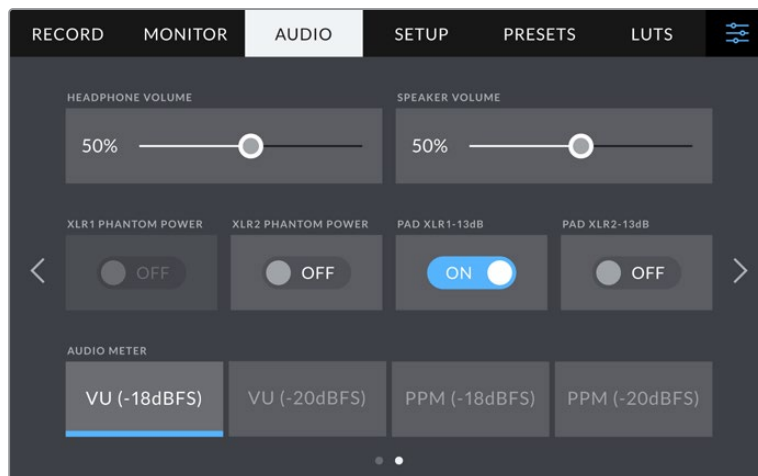 RECORD MONITOR AUDIO SETUP PRESETS LUTS
HEADPHONE VOLUME SPEAKER VOLUME
50% 50%
XLR1 PHANTOM POWER XLR2 PHANTOM POWER PAD XLR1-13dB PAD XLR2-13dB
OFF OFF ON OFF
AUDIO METER
VU (-18dBFS) VU (-20dBFS) PPM (-18dBFS) PPM (-20dBFS)